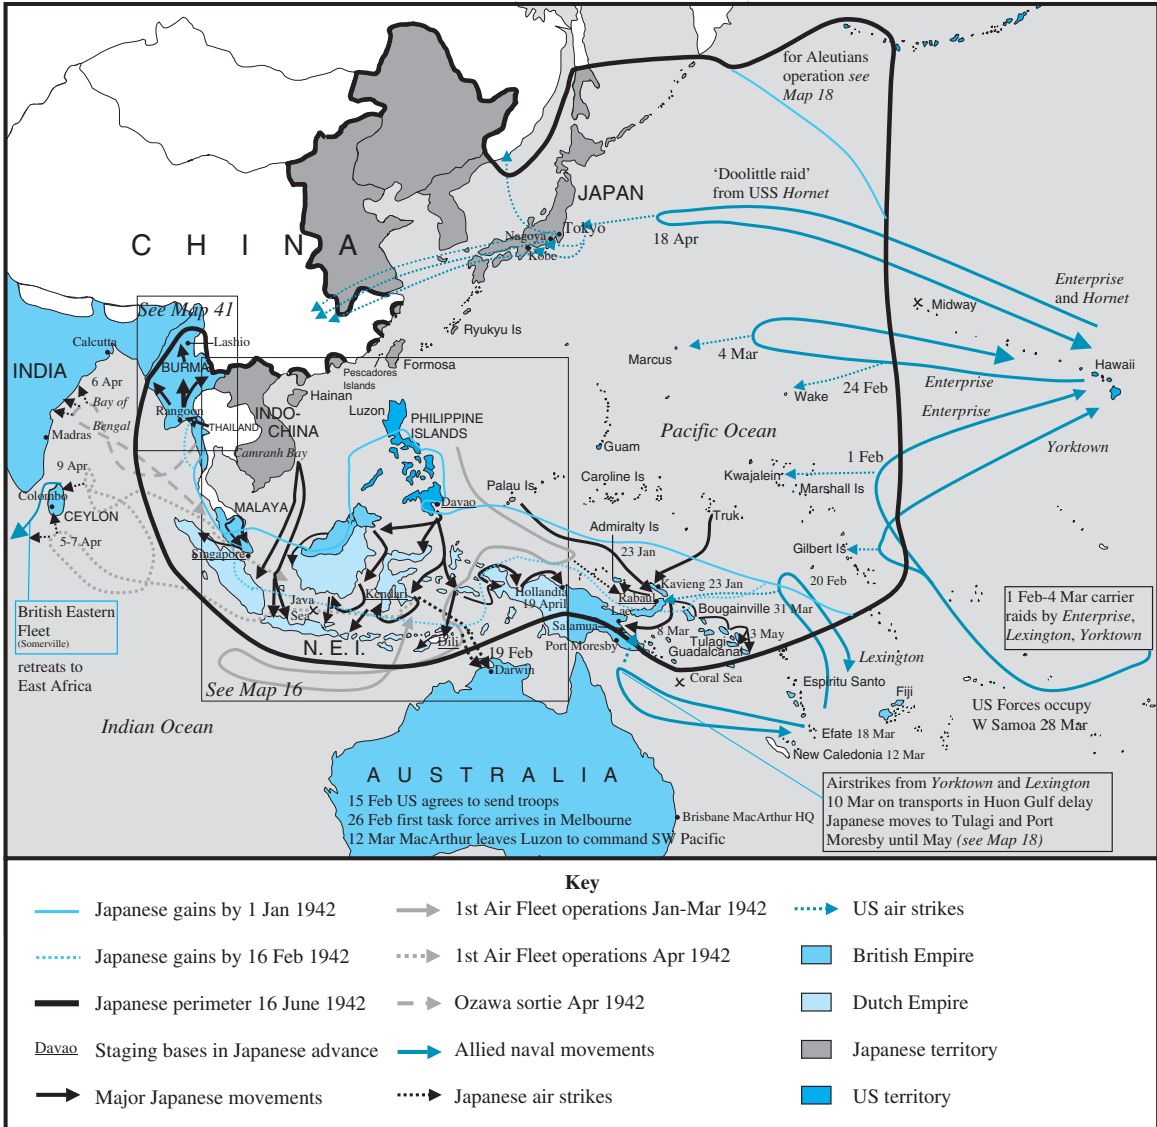 for Aleutians
operation see
Map 18
'Doolittle raid'
from USS Hornet
JAPAN
18 Apr
Nagoya
Tokyo
Kobe
CHINA
Enterprise
and Hornet
Midway
See Map 41
Lashio
Ryukyu Is
Calcutta
INDIA
BURMA
Formosa
Marcus
4 Mar
Hawaii
Pescadores
Islands
6 Apr
Bay of
Bengal
Hainan
24 Feb
Enterprise
Wake
Rangoon
THAILAND
INDO-
CHINA
Luzon
PHILIPPINE
ISLANDS
Enterprise
Madras
Camranh Bay
Guam
Pacific Ocean
Yorktown
9 Apr
1 Feb
Kwajalein
Marshall Is
Caroline Is
Palau Is
Colombo
CEYLON
MALAYA
Davao
Truk
Admiralty Is
5-7 Apr
Singapore
23 Jan
Gilbert Is
20 Feb
Kavieng 23 Jan
British Eastern
Fleet
(Somerville)
retreats to
East Africa
Java
Sea
Kendari
Hollandia
19 April
Rabaul
Lae
Bougainville 31 Mar
1 Feb-4 Mar carrier
raids by Enterprise,
Lexington, Yorktown
Salamua
8 Mar
3 May
Tulagi
N. E. I.
Dili
Port Moresby
Guadalcanal
19 Feb
Darwin
Lexington
See Map 16
Coral Sea
Espiritu Santo
Fiji
US Forces occupy
W Samoa 28 Mar
Indian Ocean
Efate 18 Mar
New Caledonia 12 Mar
AUSTRALIA
15 Feb US agrees to send troops
26 Feb first task force arrives in Melbourne
12 Mar MacArthur leaves Luzon to command SW Pacific
Brisbane MacArthur HQ
Airstrikes from Yorktown and Lexington
10 Mar on transports in Huon Gulf delay
Japanese moves to Tulagi and Port
Moresby until May (see Map 18)
Key
Japanese gains by 1 Jan 1942
1st Air Fleet operations Jan-Mar 1942
US air strikes
Japanese gains by 16 Feb 1942
1st Air Fleet operations Apr 1942
British Empire
Japanese perimeter 16 June 1942
Ozawa sortie Apr 1942
Dutch Empire
Davao
Staging bases in Japanese advance
Allied naval movements
Japanese territory
Major Japanese movements
Japanese air strikes
US territory